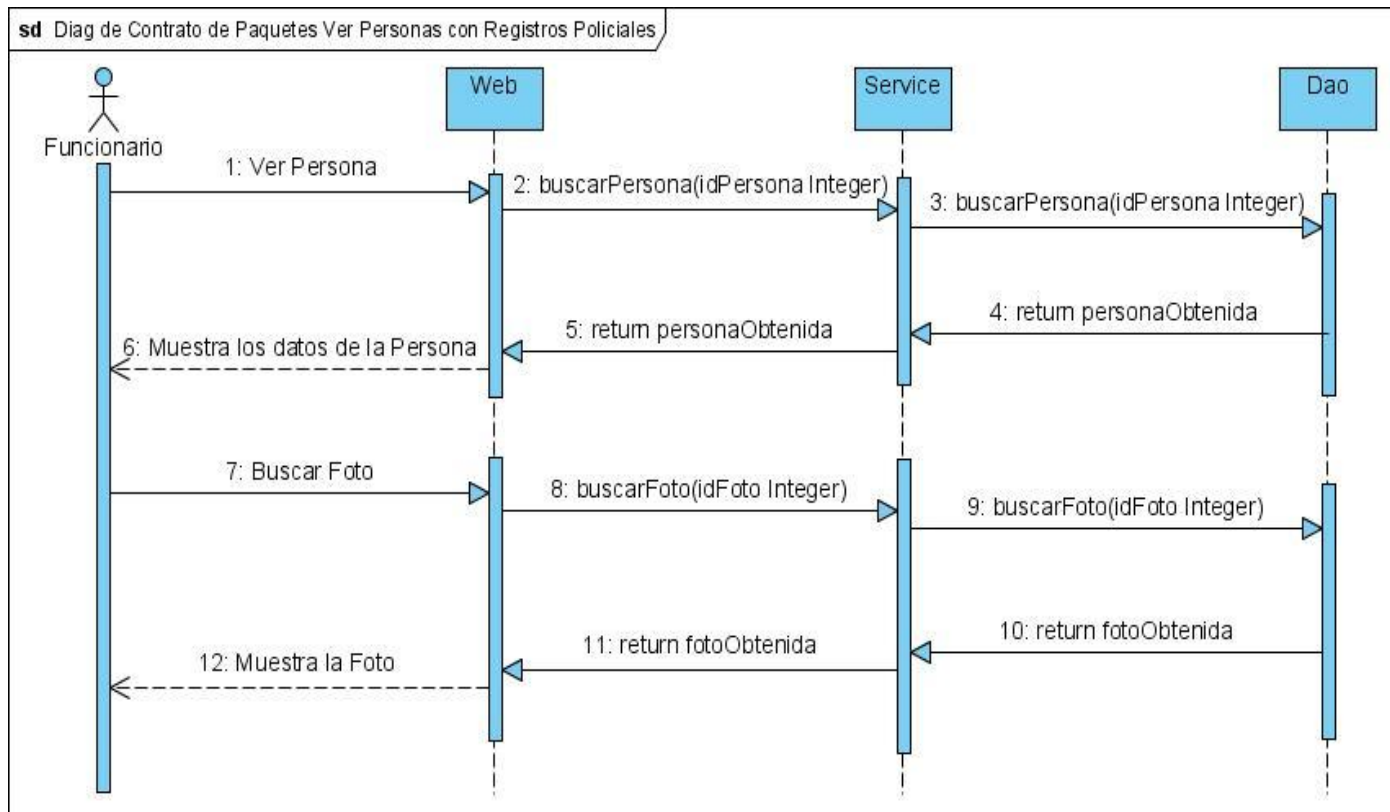 sd Diag de Contrato de Paquetes Ver Personas con Registros Policiales
Funcionario
Web
Service
Dao
1: Ver Persona
2: buscarPersona(idPersona Integer)
3: buscarPersona(idPersona Integer)
4: return personaObtenida
5: return personaObtenida
6: Muestra los datos de la Persona
7: Buscar Foto
8: buscarFoto(idFoto Integer)
9: buscarFoto(idFoto Integer)
10: return fotoObtenida
11: return fotoObtenida
12: Muestra la Foto